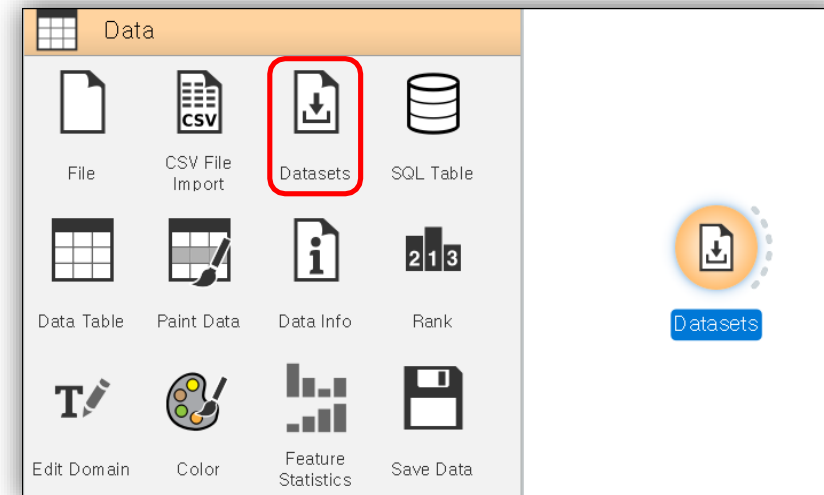 Data
CSV
File
CSV File
Import
Datasets
SQL Table
2 1 3
Data Table
Paint Data
Data Info
Rank
Datasets
T
Edit Domain
Color
Feature
Statistics
Save Data